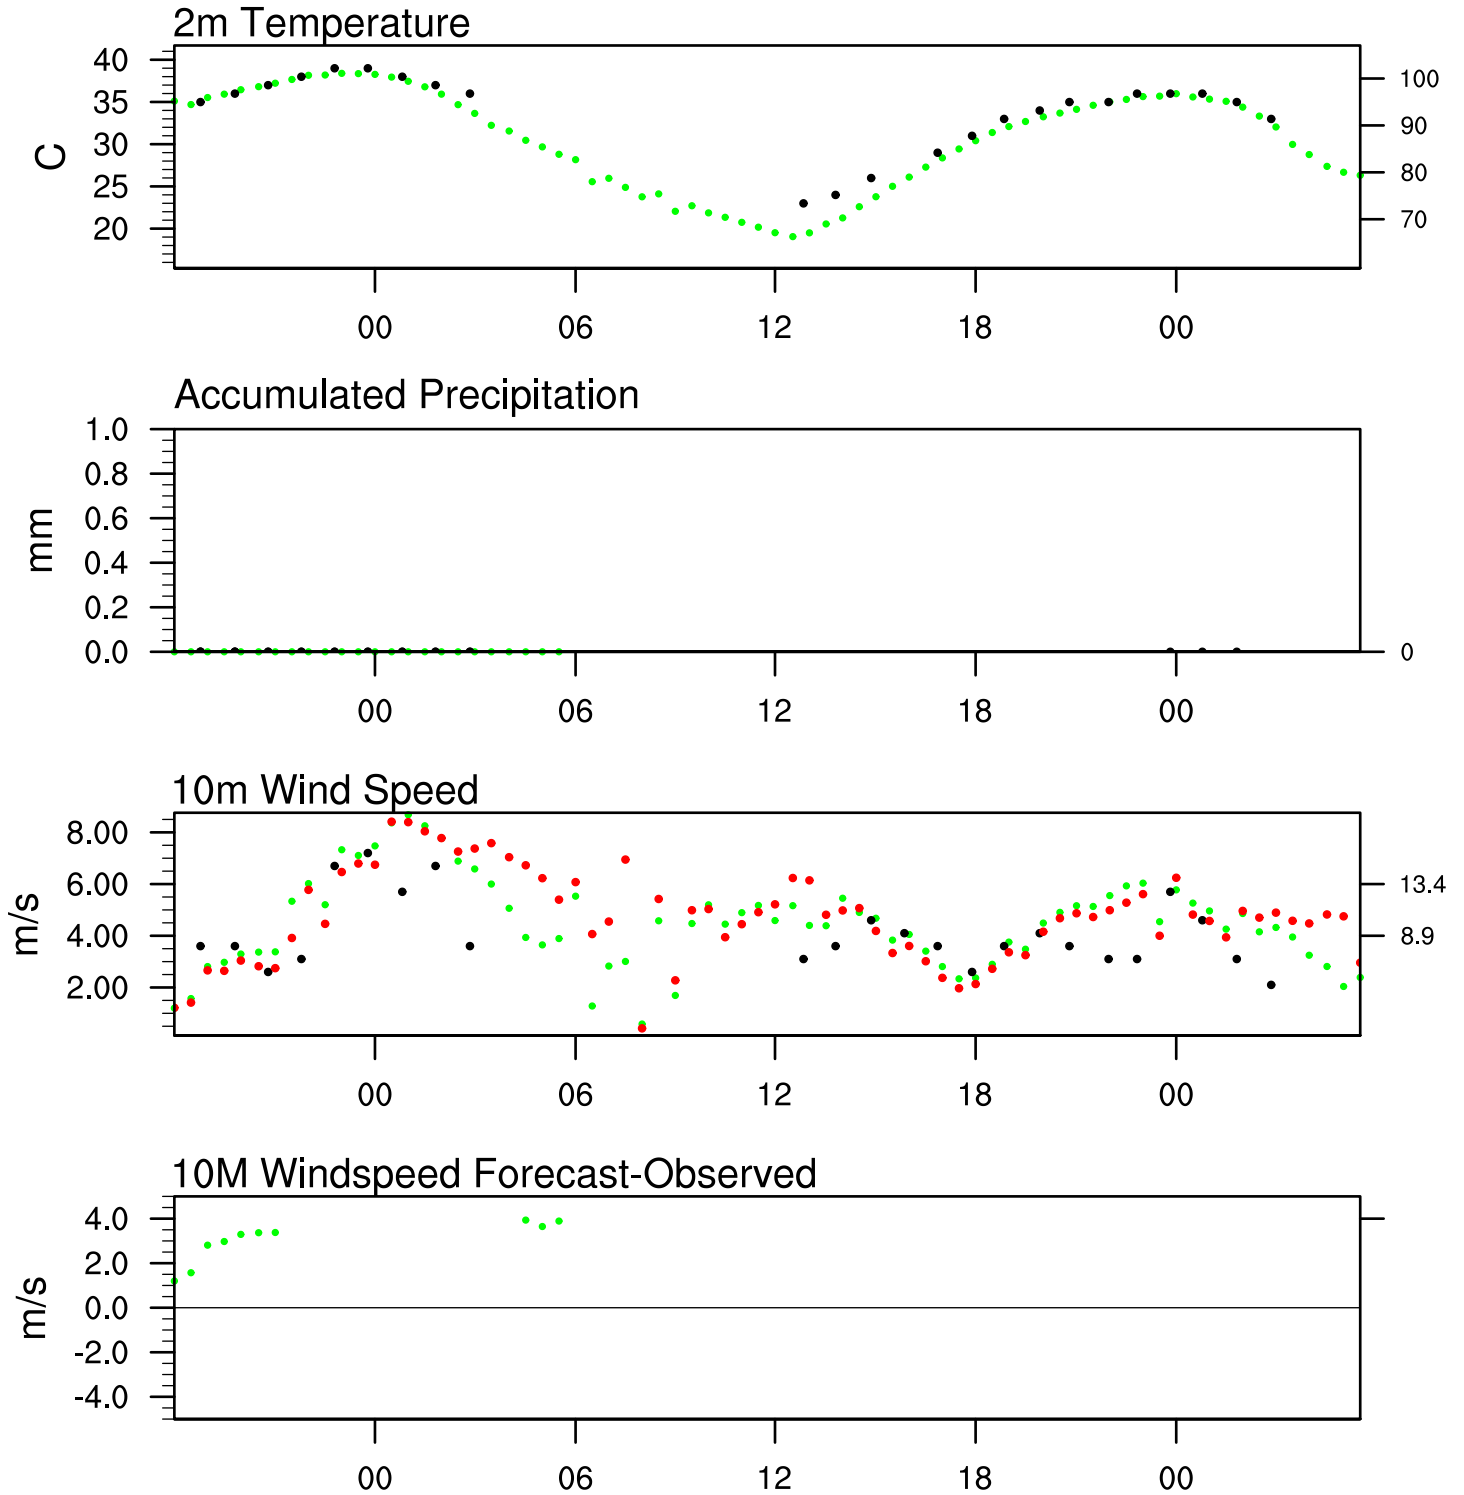 2m Temperature
40
35
30
25
20
C
100
90
80
70
00 06 12 18 00
Accumulated Precipitation
1.0
0.8
0.6
0.4
0.2
0.0
mm
0
00 06 12 18 00
10m Wind Speed
8.00
6.00
4.00
2.00
m/s
13.4
8.9
00 06 12 18 00
10M Windspeed Forecast-Observed
4.0
2.0
0.0
-2.0
-4.0
m/s
00 06 12 18 00